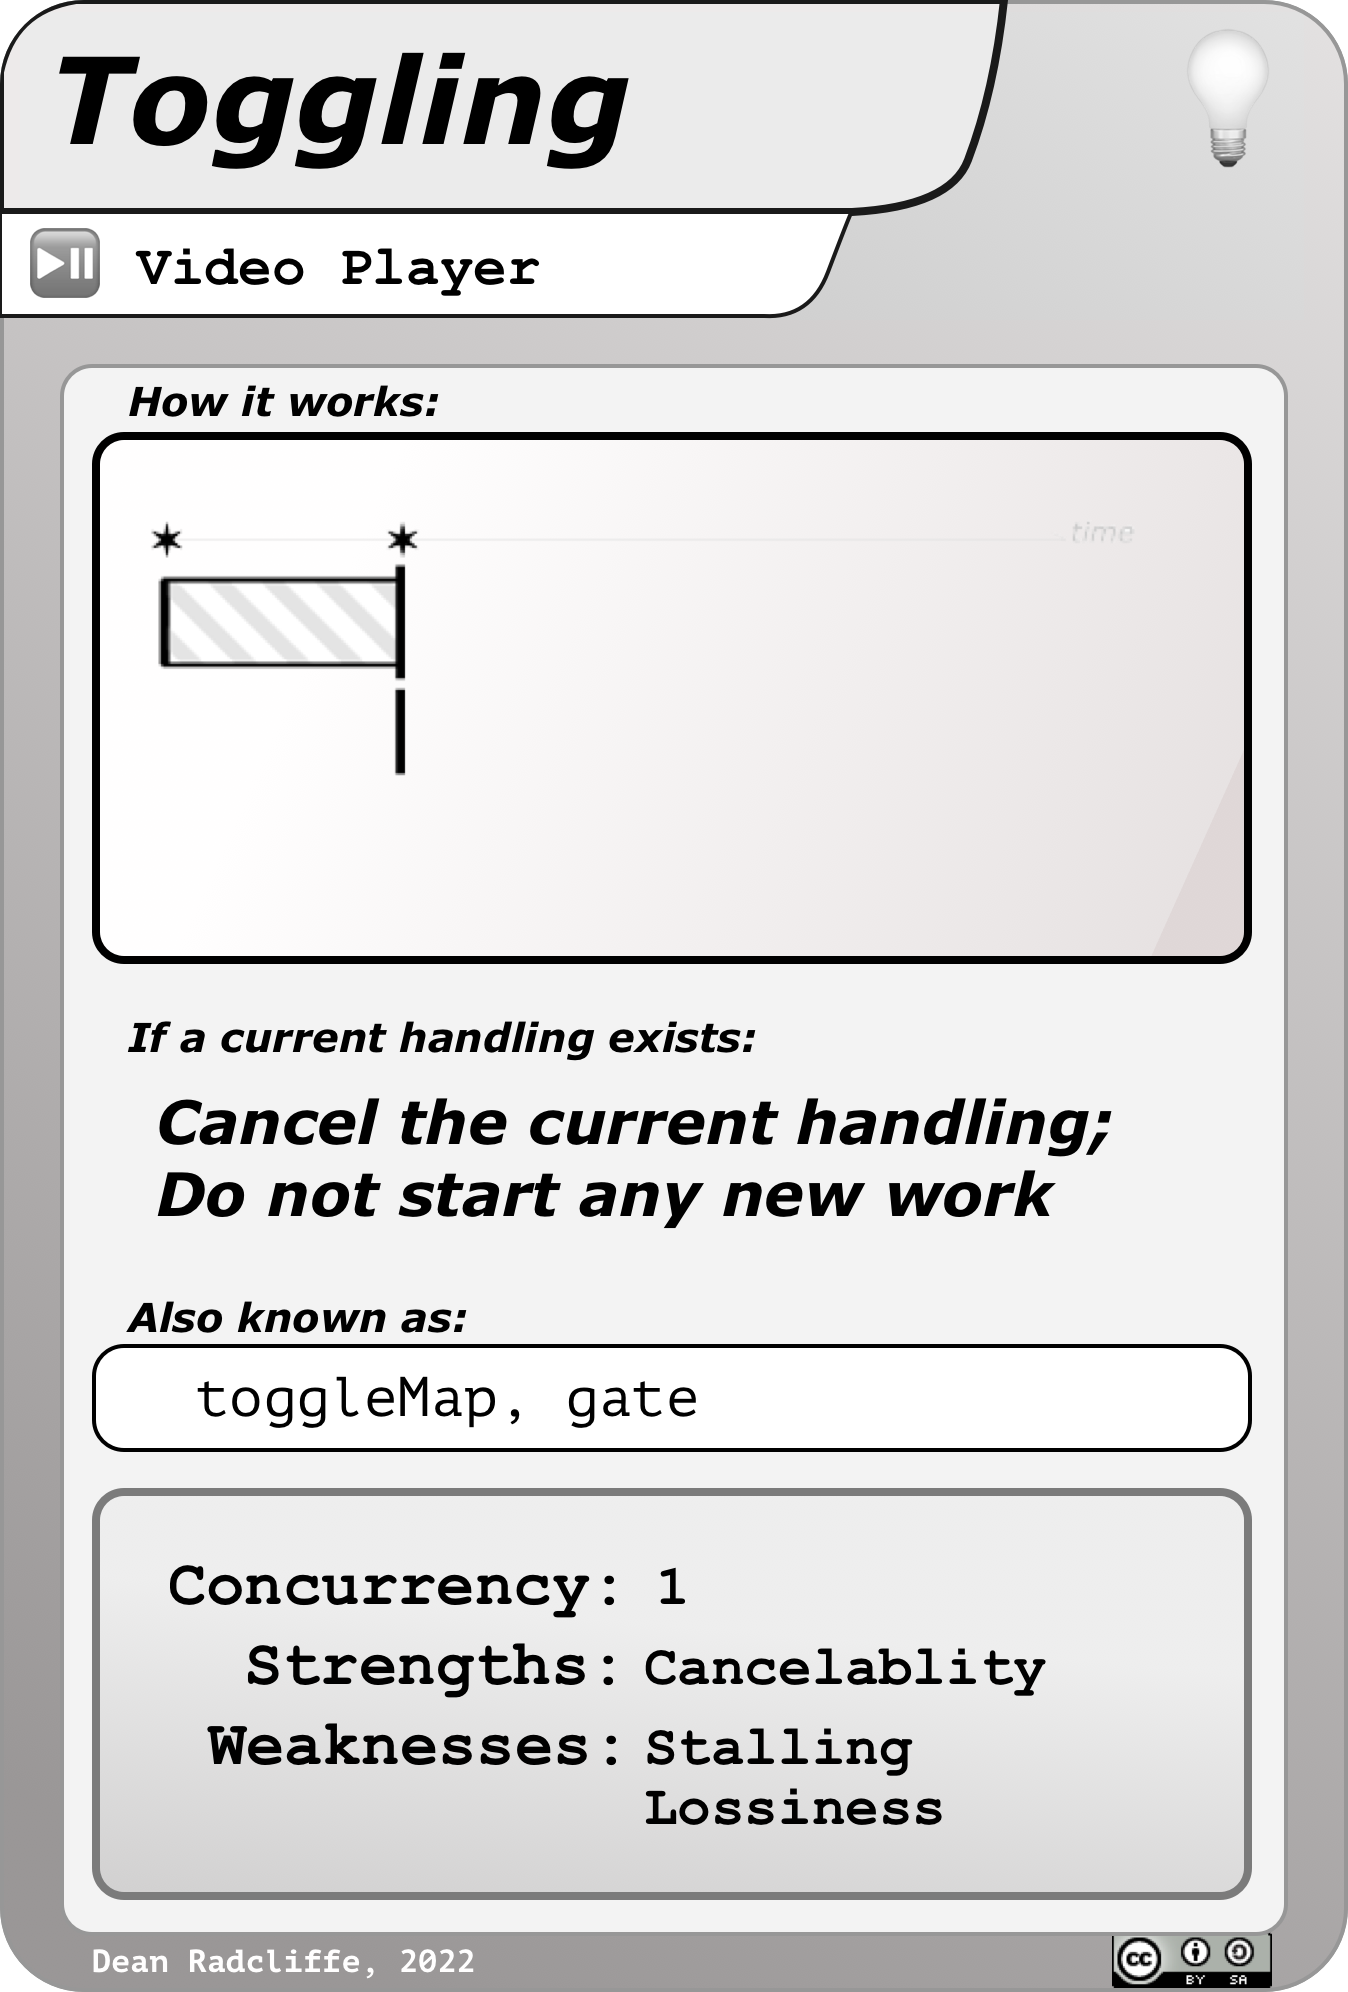 Toggling
Video Player
How it works:
time
If a current handling exists:
Cancel the current handling;
Do not start any new work
Also known as:
toggleMap, gate
Concurrency: 1
Strengths: Cancelablity
Weaknesses: Stalling
Lossiness
Dean Radcliffe, 2022
cc BY SA